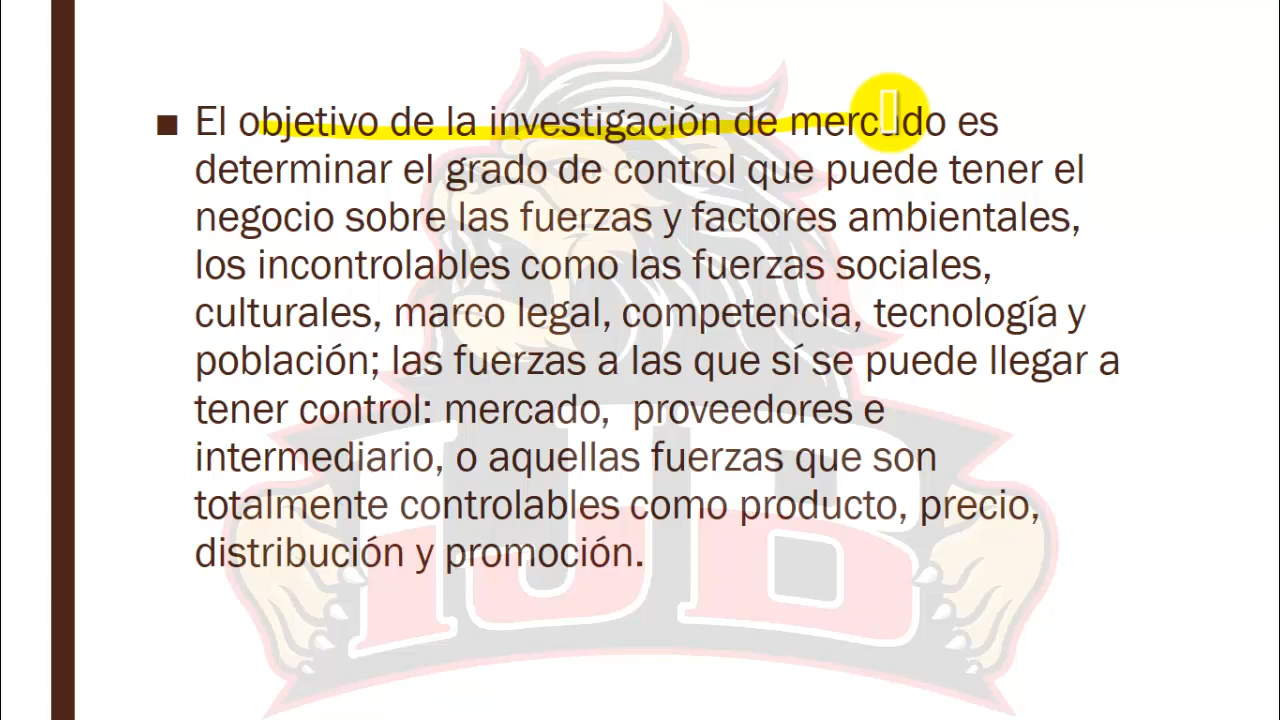 ■ El objetivo de la investigación de mercado es
determinar el grado de control que puede tener el
negocio sobre las fuerzas y factores ambientales,
los incontrolables como las fuerzas sociales,
culturales, marco legal, competencia, tecnología y
población; las fuerzas a las que sí se puede llegar a
tener control: mercado, proveedores e
intermediario, o aquellas fuerzas que son
totalmente controlables como producto, precio,
distribución y promoción.
IUB